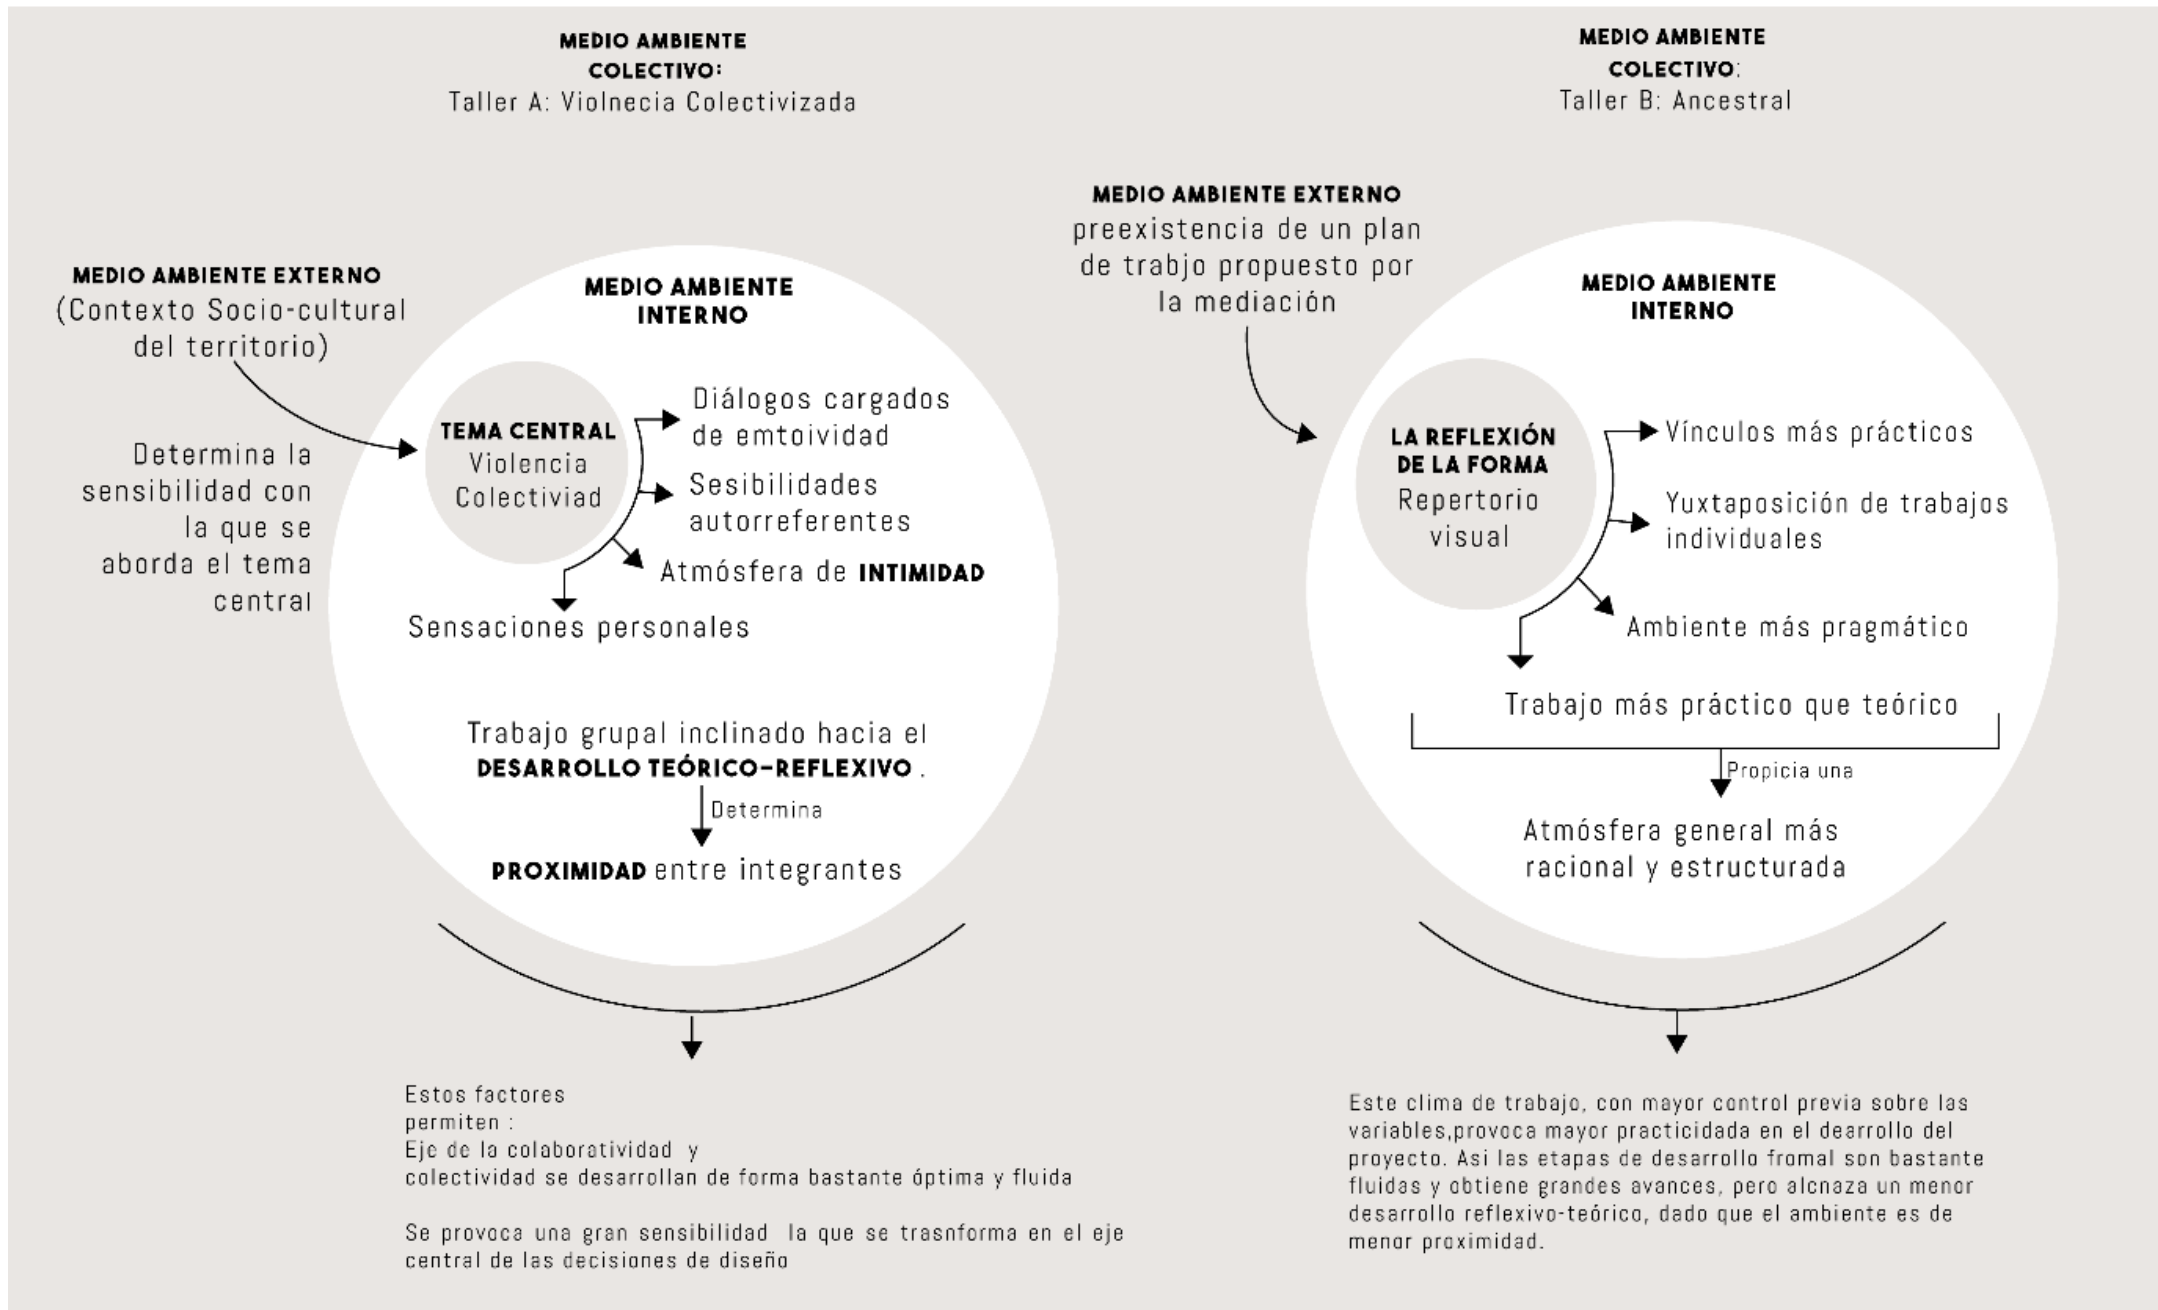 MEDIO AMBIENTE
COLECTIVO:
Taller A: Violnecia Colectivizada
MEDIO AMBIENTE EXTERNO
(Contexto Socio-cultural
del territorio)
Determina la
sensibilidad con
la que se
aborda el tema
central
MEDIO AMBIENTE
INTERNO
TEMA CENTRAL
Violencia
Colectiviad
Diálogos cargados
de emtoividad
Sesibilidades
autorreferentes
Atmósfera de INTIMIDAD
Sensaciones personales
Trabajo grupal inclinado hacia el
DESARROLLO TEÓRICO-REFLEXIVO .
Determina
PROXIMIDAD entre integrantes
Estos factores
permiten :
Eje de la colaboratividad y
colectividad se desarrollan de forma bastante óptima y fluida
Se provoca una gran sensibilidad la que se trasnforma en el eje
central de las decisiones de diseño
MEDIO AMBIENTE
COLECTIVO:
Taller B: Ancestral
MEDIO AMBIENTE EXTERNO
preexistencia de un plan
de trabjo propuesto por
la mediación
MEDIO AMBIENTE
INTERNO
LA REFLEXIÓN
DE LA FORMA
Repertorio
visual
Vínculos más prácticos
Yuxtaposición de trabajos
individuales
Ambiente más pragmático
Trabajo más práctico que teórico
Propicia una
Atmósfera general más
racional y estructurada
Este clima de trabajo, con mayor control previa sobre las
variables,provoca mayor practicidada en el dearrollo del
proyecto. Asi las etapas de desarrollo fromal son bastante
fluidas y obtiene grandes avances, pero alcnaza un menor
desarrollo reflexivo-teórico, dado que el ambiente es de
menor proximidad.